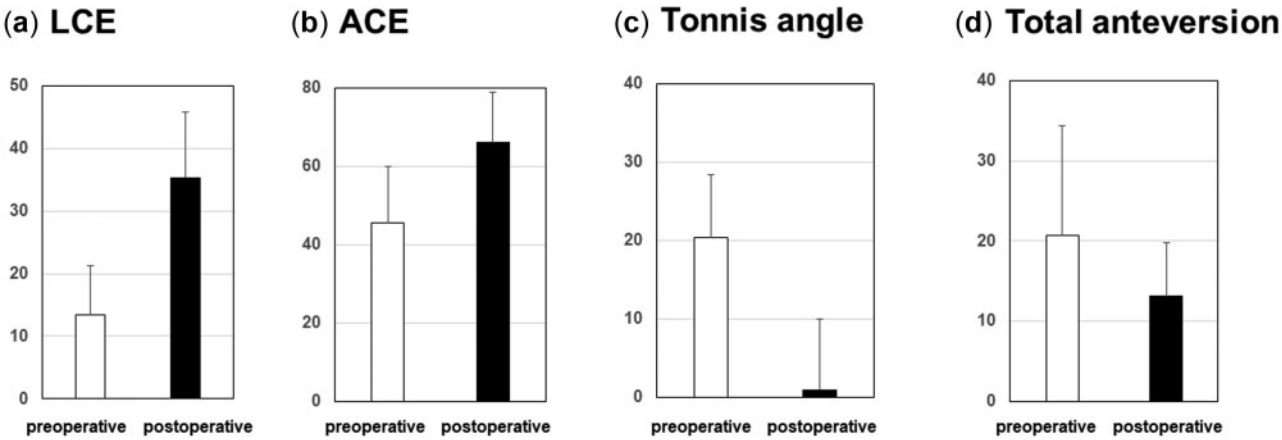 (a) LCE
50
40
30
20
10
0
preoperative postoperative
(b) ACE
80
60
40
20
0
preoperative postoperative
(c) Tonnis angle
40
30
20
10
0
preoperative postoperative
(d) Total anteversion
40
30
20
10
0
preoperative postoperative